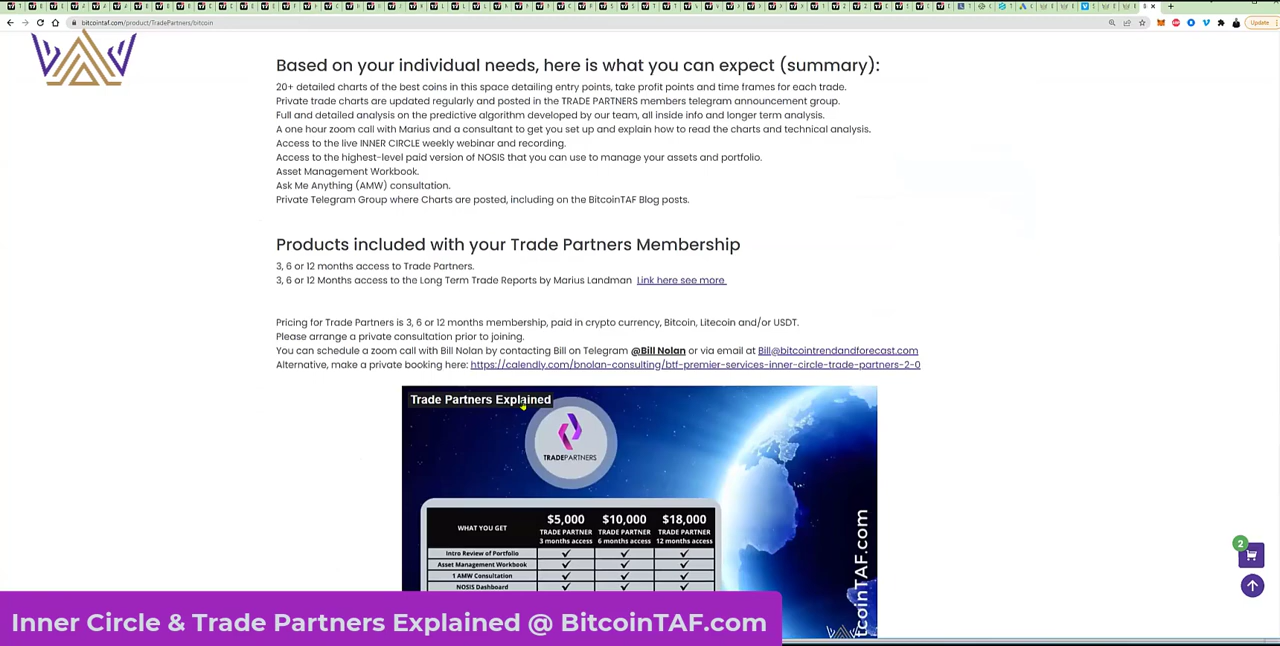 bitcointaf.com/product/TradePartners/bitcoin
Update
Based on your individual needs, here is what you can expect (summary):
20+ detailed charts of the best coins in this space detailing entry points, take profit points and time frames for each trade.
Private trade charts are updated regularly and posted in the TRADE PARTNERS members telegram announcement group.
Full and detailed analysis on the predictive algorithm developed by our team, all inside info and longer term analysis.
A one hour zoom call with Marius and a consultant to get you set up and explain how to read the charts and technical analysis.
Access to the live INNER CIRCLE weekly webinar and recording.
Access to the highest-level paid version of NOSIS that you can use to manage your assets and portfolio.
Asset Management Workbook.
Ask Me Anything (AMW) consultation.
Private Telegram Group where Charts are posted, including on the BitcoinTAF Blog posts.
Products included with your Trade Partners Membership
3, 6 or 12 months access to Trade Partners.
3, 6 or 12 Months access to the Long Term Trade Reports by Marius Landman Link here see more
Pricing for Trade Partners is 3, 6 or 12 months membership, paid in crypto currency, Bitcoin, Litecoin and/or USDT.
Please arrange a private consultation prior to joining.
You can schedule a zoom call with Bill Nolan by contacting Bill on Telegram @Bill Nolan or via email at Bill@bitcointrendandforecast.com
Alternative, make a private booking here: https://calendly.com/bnolan-consulting/btf-premier-services-inner-circle-trade-partners-2-0
Trade Partners Explained
TRADEPARTNERS
WHAT YOU GET
$5,000 $10,000 $18,000
TRADE PARTNER TRADE PARTNER TRADE PARTNER
3 months access 6 months access 12 months access
Intro Review of Portfolio ✓ ✓ ✓
Asset Management Workbook ✓ ✓ ✓
1 AMW Consultation ✓ ✓ ✓
NOSIS Dashboard ✓ ✓ ✓
2
Inner Circle & Trade Partners Explained @ BitcoinTAF.com